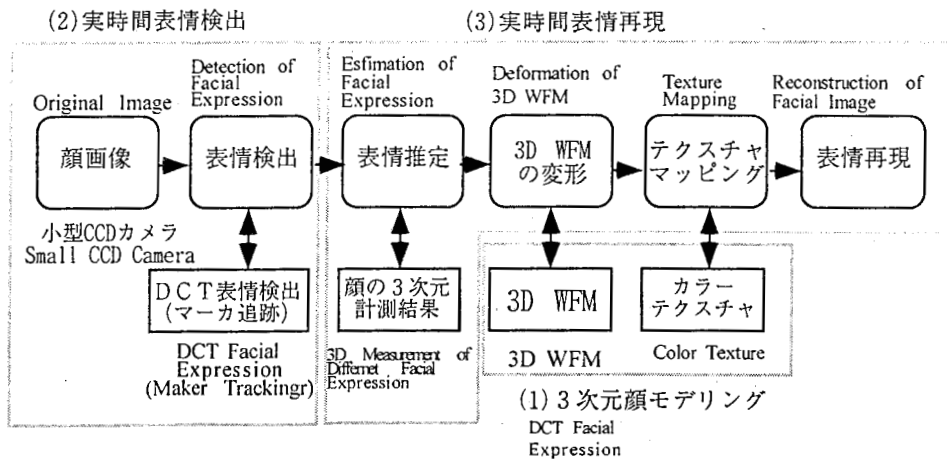 (2)実時間表情検出
(3)実時間表情再現
Original Image
顔画像
小型CCDカメラ
Small CCD Camera
Detection of
Facial
Expression
表情検出
DCT表情検出
(マーカ追跡)
DCT Facial
Expression
(Maker Trackingr)
Esfimation of
Facial
Expression
表情推定
顔の3次元
計測結果
3D Measurement of
Differnet Facial
Expression
Deformation of
3D WFM
3D WFM
の変形
3D WFM
3D WFM
Texture
Mapping
テクスチャ
マッピング
カラー
テクスチャ
Color Texture
Reconstruction of
Facial Image
表情再現
(1)3次元顔モデリング
DCT Facial
Expression